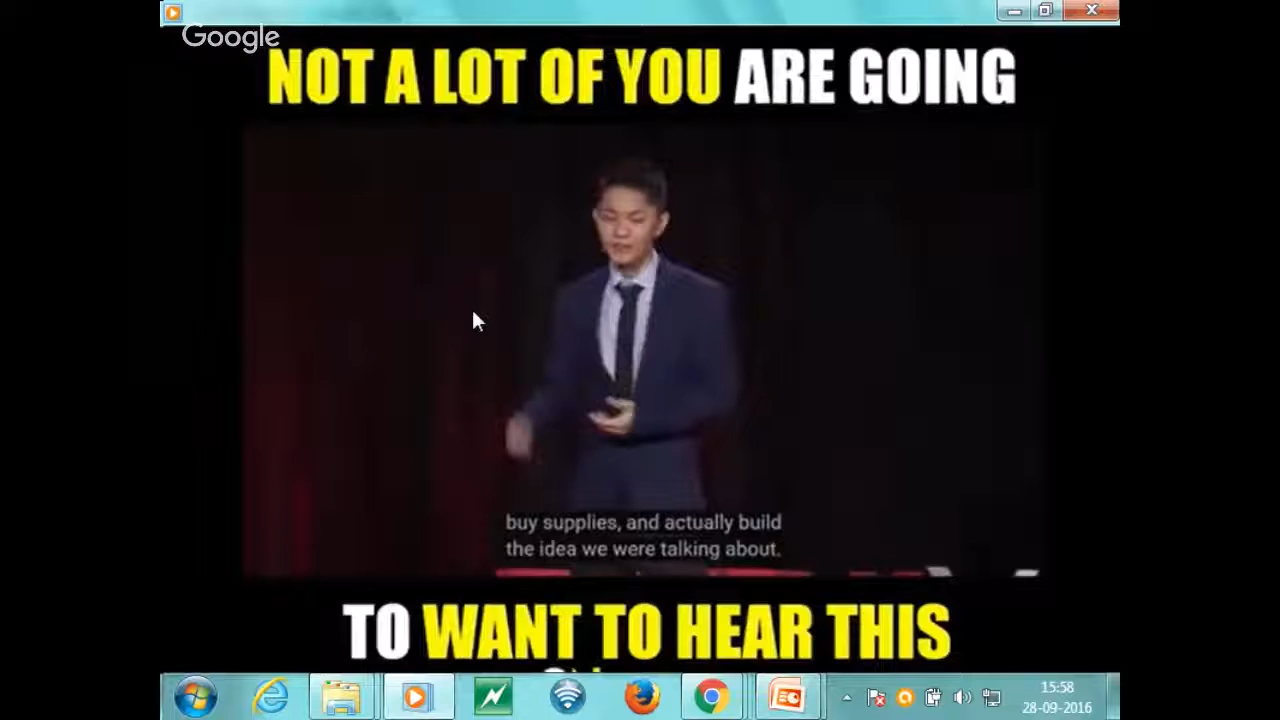 Google
NOT A LOT OF YOU ARE GOING
buy supplies, and actually build
the idea we were talking about.
TO WANT TO HEAR THIS
15:58
28-09-2016